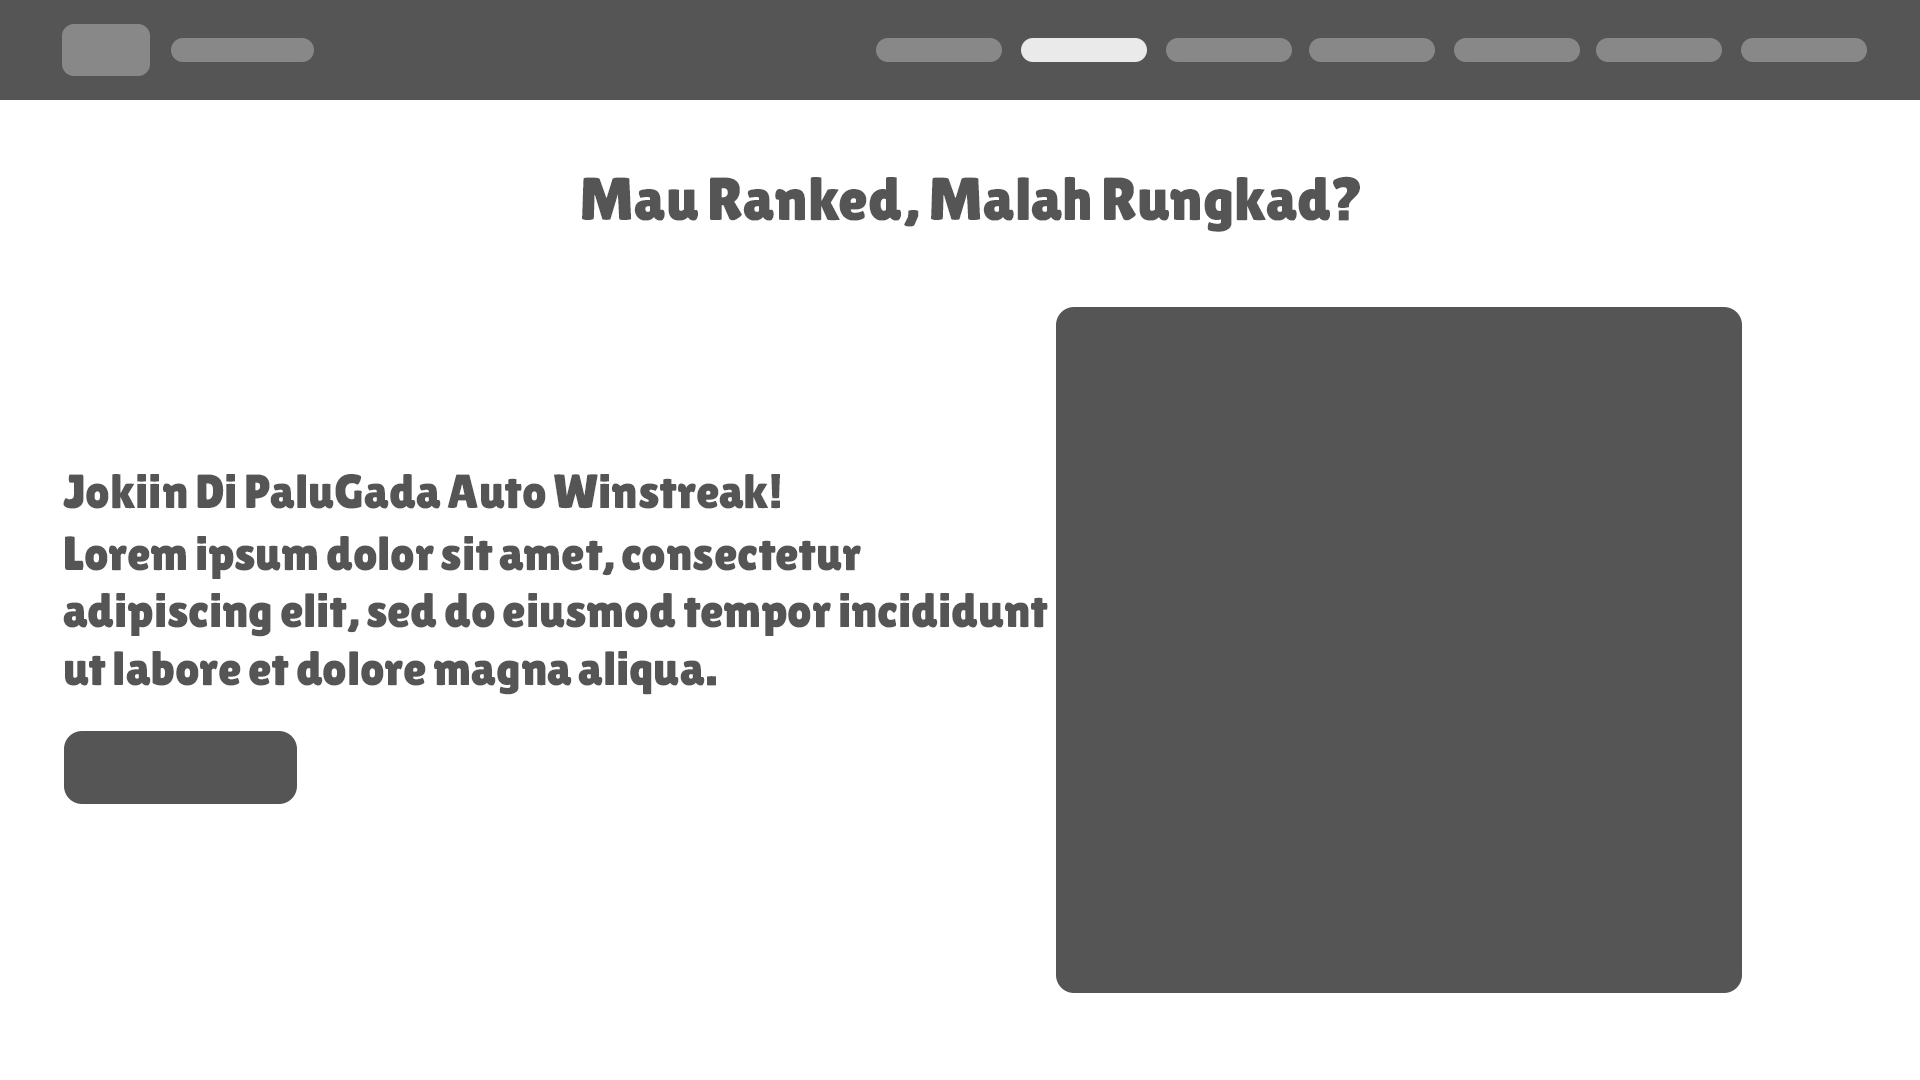 Mau Ranked, Malah Rungkad?
Jokiin Di PaluGada Auto Winstreak!
Lorem ipsum dolor sit amet, consectetur
adipiscing elit, sed do eiusmod tempor incididunt
ut labore et dolore magna aliqua.